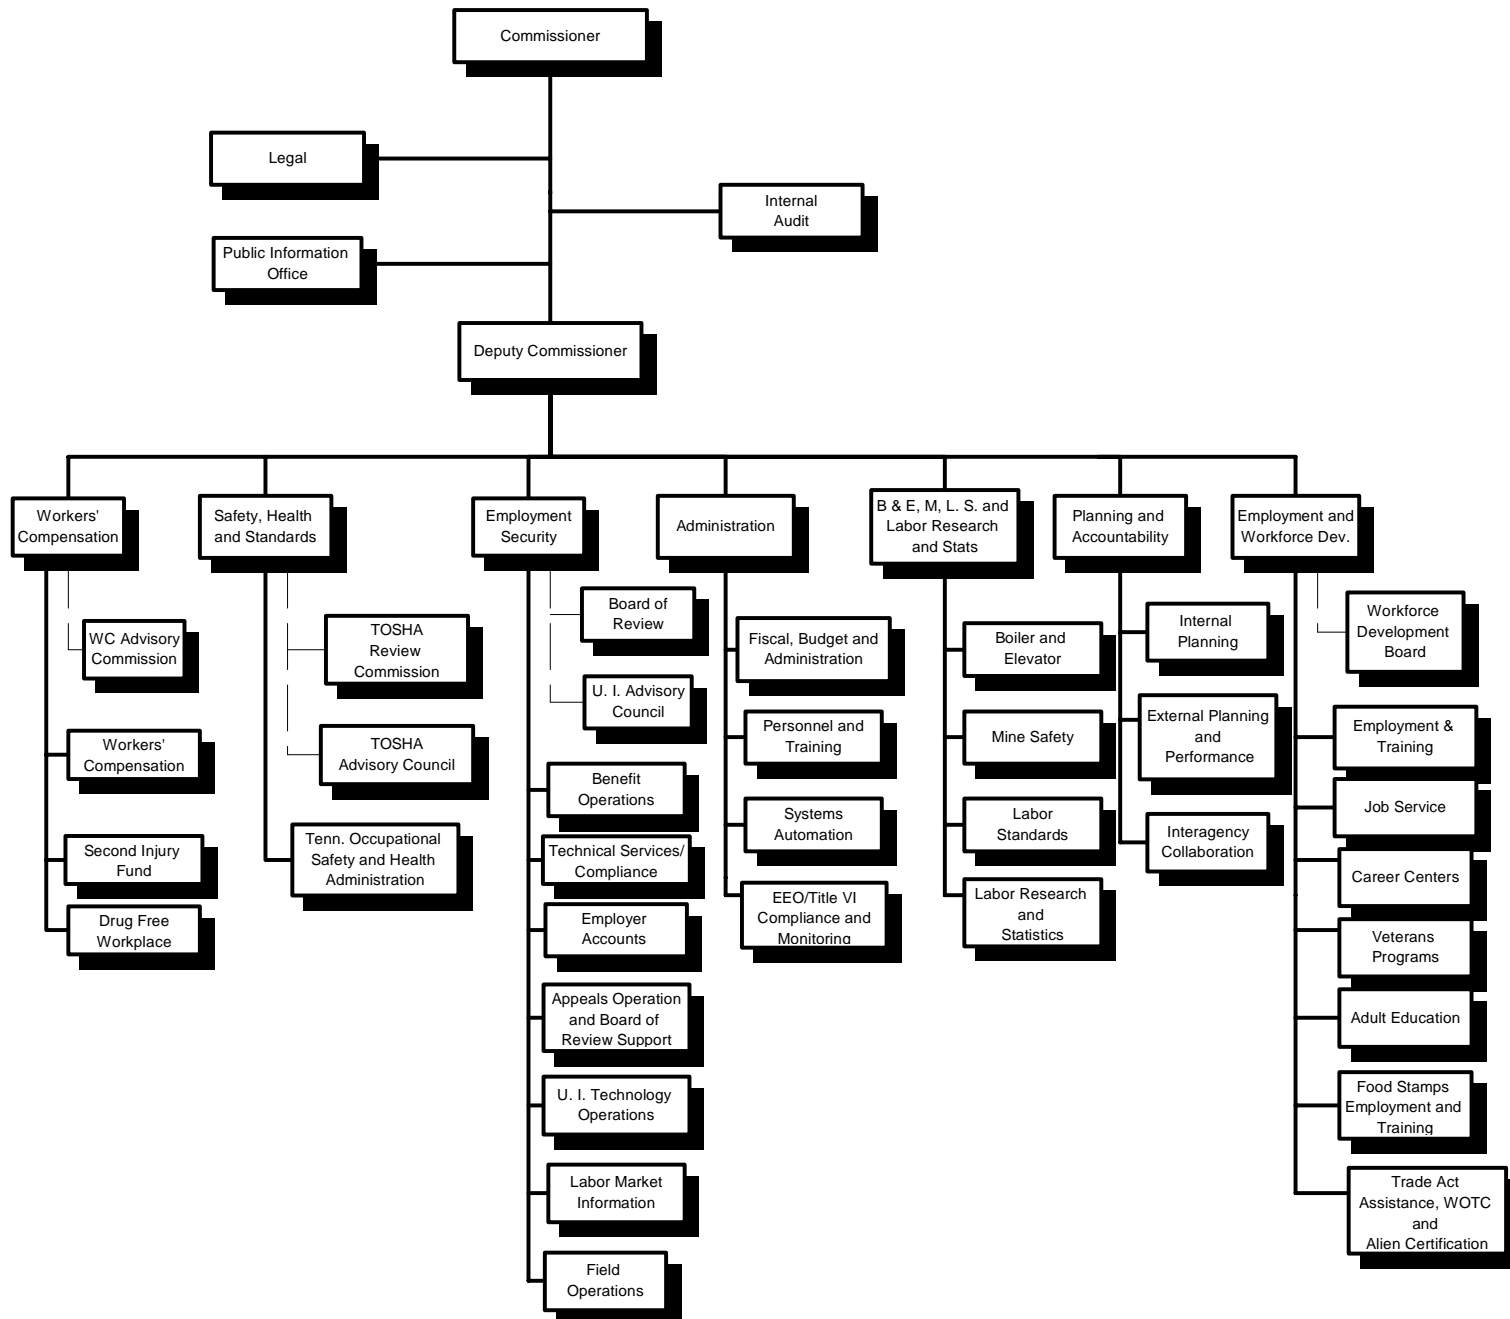 Commissioner
Legal
Internal
Audit
Public Information
Office
Deputy Commissioner
Workers'
Compensation
Safety, Health
and Standards
Employment
Security
Administration
B & E, M, L. S. and
Labor Research
and Stats
Planning and
Accountability
Employment and
Workforce Dev.
WC Advisory
Commission
Workers'
Compensation
Second Injury
Fund
Drug Free
Workplace
TOSHA
Review
Commission
TOSHA
Advisory Council
Tenn. Occupational
Safety and Health
Administration
Board of
Review
U. I. Advisory
Council
Benefit
Operations
Technical Services/
Compliance
Employer
Accounts
Appeals Operation
and Board of
Review Support
U. I. Technology
Operations
Labor Market
Information
Field
Operations
Fiscal, Budget and
Administration
Personnel and
Training
Systems
Automation
EEO/Title VI
Compliance and
Monitoring
Boiler and
Elevator
Mine Safety
Labor
Standards
Labor Research
and
Statistics
Internal
Planning
External Planning
and
Performance
Interagency
Collaboration
Workforce
Development
Board
Employment &
Training
Job Service
Career Centers
Veterans
Programs
Adult Education
Food Stamps
Employment and
Training
Trade Act
Assistance, WOTC
and
Alien Certification